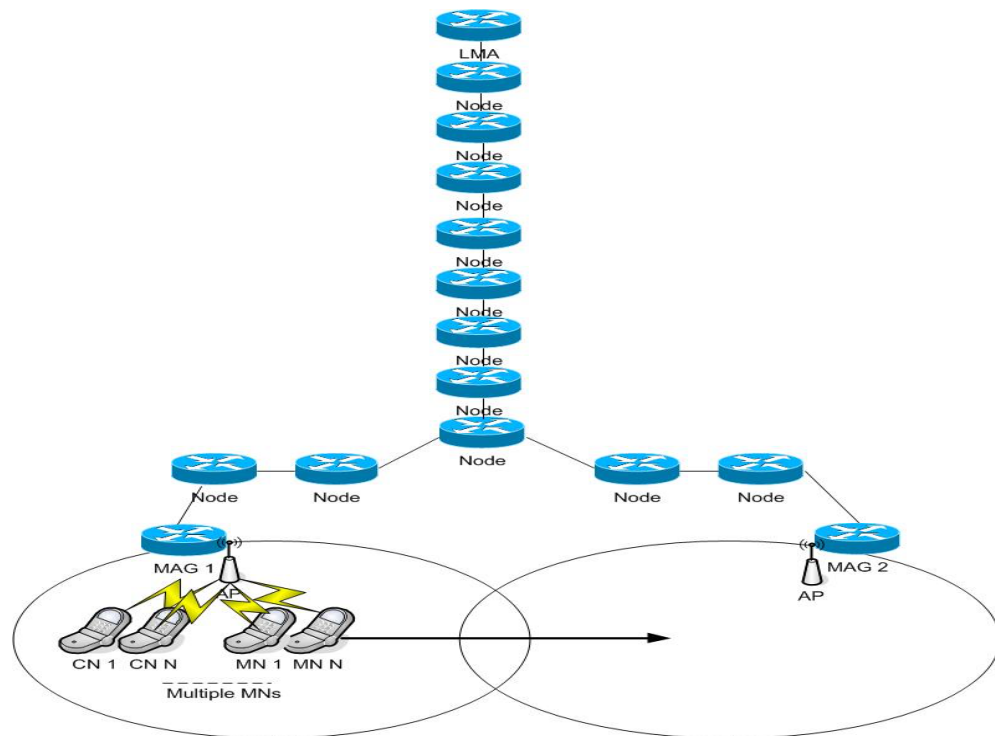 LMA
Node
Node
Node
Node
Node
Node
Node
Node
Node
Node
Node
Node
MAG 1
MAG 2
AP
AP
CN 1
CN N
MN 1
MN N
Multiple MNs